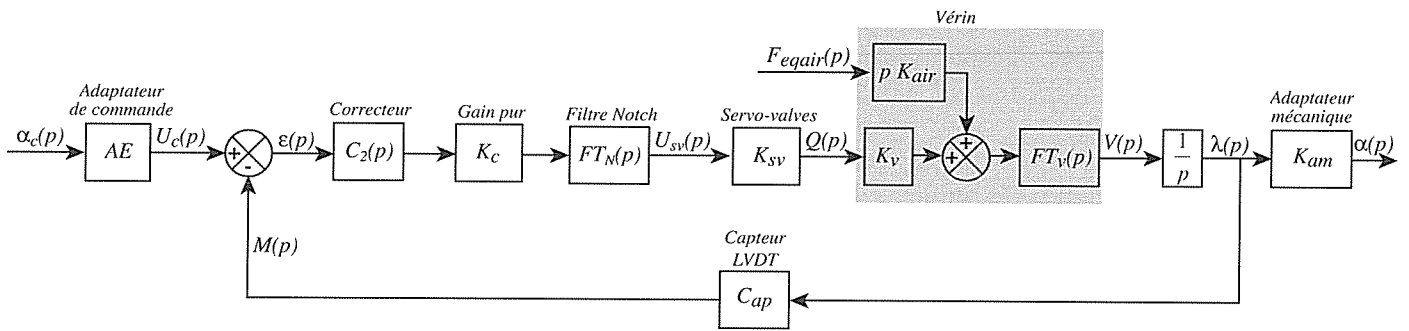 Vérin
F_eqair(p)
p K_air
Adaptateur
de commande
Correcteur
Gain pur
Filtre Notch
Servo-valves
Adaptateur
mécanique
α_c(p)
AE
U_c(p)
+
-
ε(p)
C_2(p)
K_c
FT_N(p)
U_sv(p)
K_sv
Q(p)
K_v
+
+
FT_v(p)
V(p)
1
p
λ(p)
K_am
α(p)
M(p)
Capteur
LVDT
C_ap